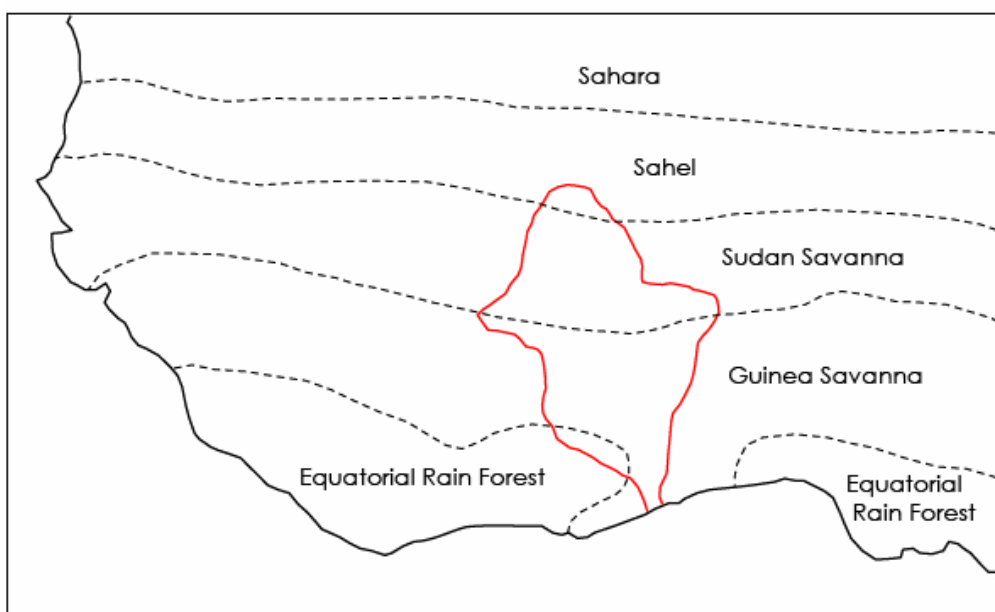 Sahara
Sahel
Sudan Savanna
Guinea Savanna
Equatorial Rain Forest
Equatorial
Rain Forest